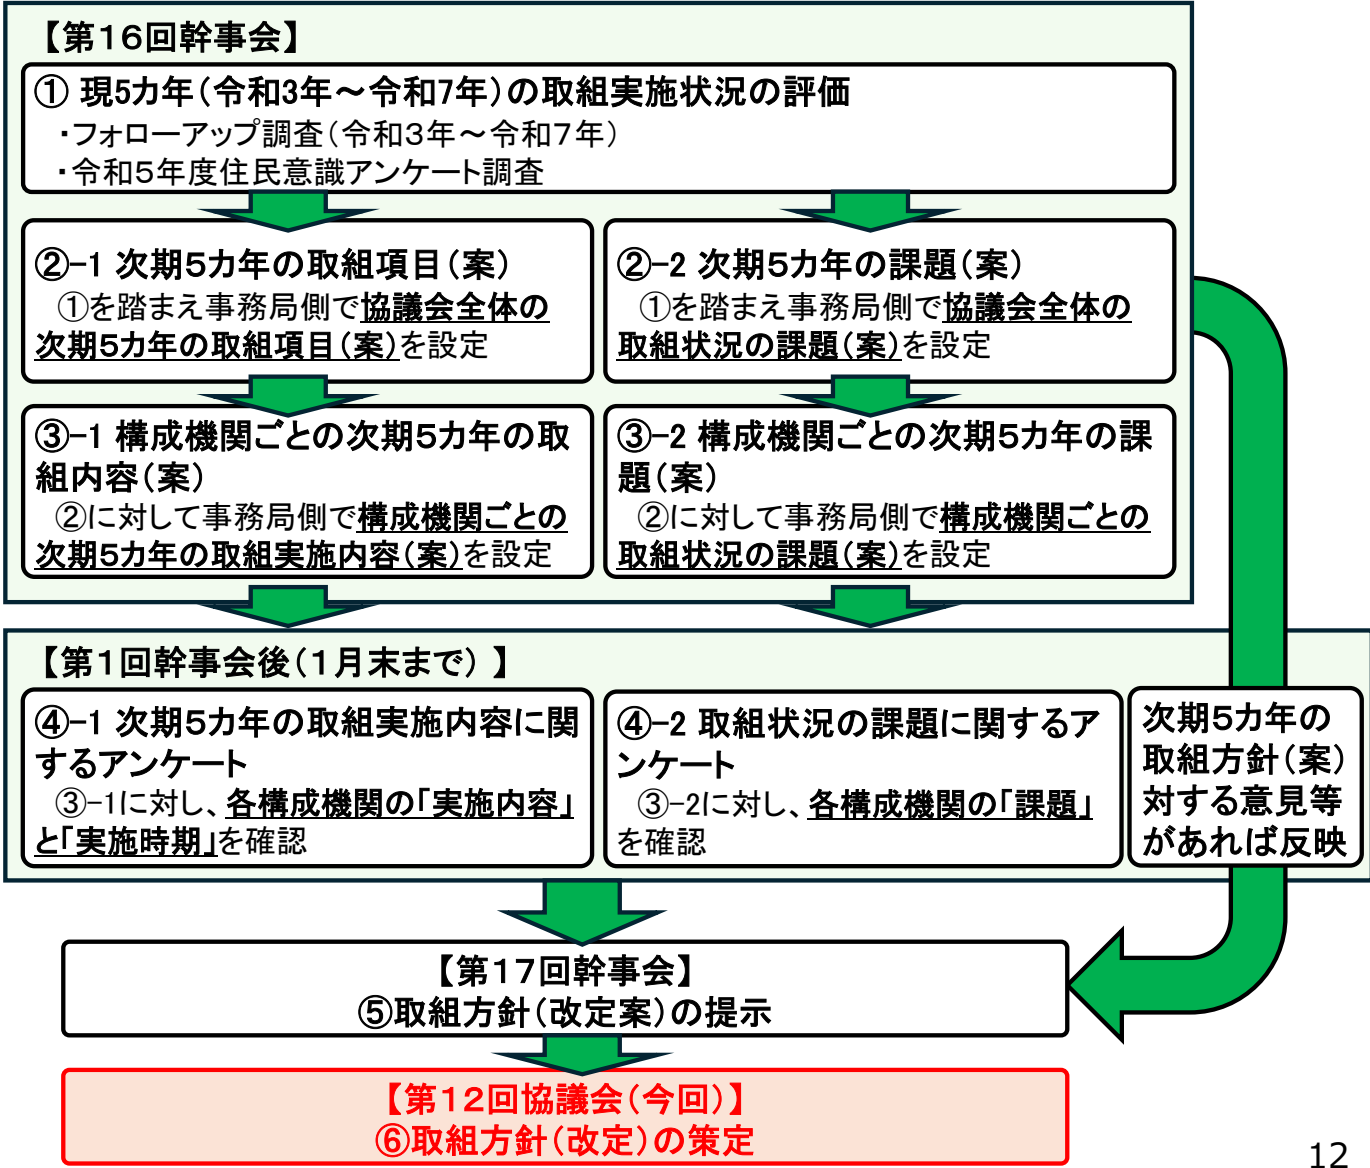 【第16回幹事会】
① 現5カ年(令和3年～令和7年)の取組実施状況の評価
・フォローアップ調査(令和3年～令和7年)
・令和5年度住民意識アンケート調査
②-1 次期5カ年の取組項目(案)
①を踏まえ事務局側で協議会全体の
次期5カ年の取組項目(案)を設定
②-2 次期5カ年の課題(案)
①を踏まえ事務局側で協議会全体の
取組状況の課題(案)を設定
③-1 構成機関ごとの次期5カ年の取
組内容(案)
②に対して事務局側で構成機関ごとの
次期5カ年の取組実施内容(案)を設定
③-2 構成機関ごとの次期5カ年の課
題(案)
②に対して事務局側で構成機関ごとの
取組状況の課題(案)を設定
【第1回幹事会後(1月末まで) 】
④-1 次期5カ年の取組実施内容に関
するアンケート
③-1に対し、各構成機関の「実施内容」
と「実施時期」を確認
④-2 取組状況の課題に関するア
ンケート
③-2に対し、各構成機関の「課題」
を確認
次期5カ年の
取組方針(案)
対する意見等
があれば反映
【第17回幹事会】
⑤取組方針(改定案)の提示
【第12回協議会(今回)】
⑥取組方針(改定)の策定
12